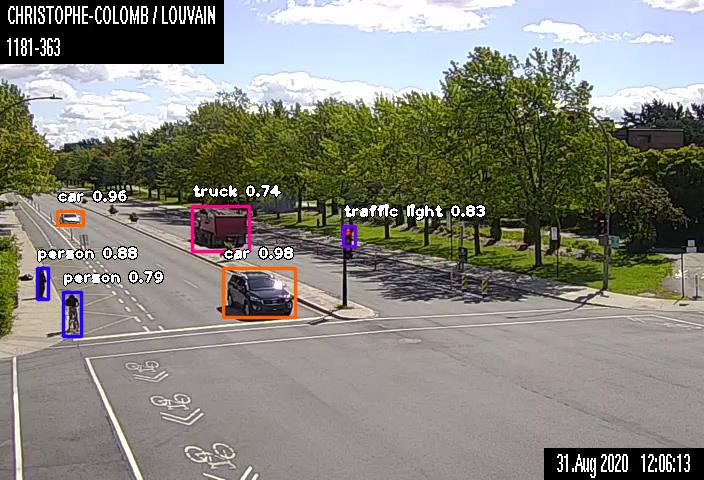 CHRISTOPHE-COLOMB / LOUVAIN
1181-363
car 0.96
truck 0.74
traffic light 0.83
person 0.88
car 0.98
person 0.79
31.Aug 2020 12:06:13